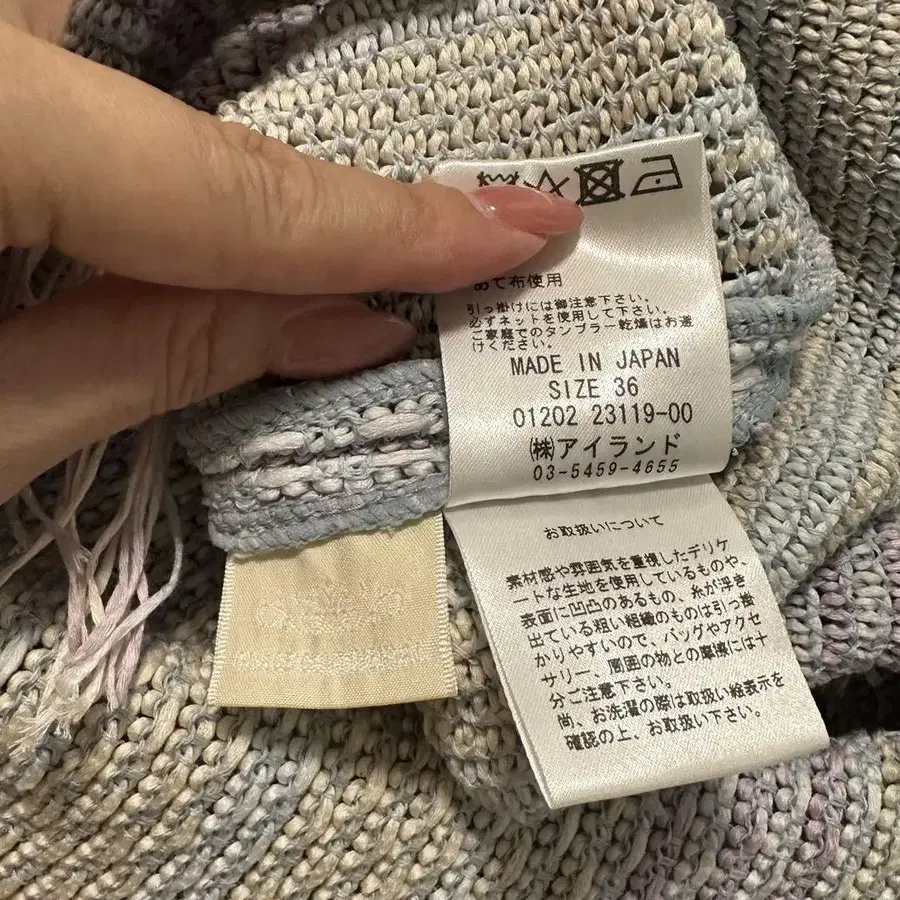 あて布使用
引っ掛けには御注意下さい。
必ずネットを使用して下さい。
ご家庭でのタンブラー乾燥はお避
けください。
MADE IN JAPAN
SIZE 36
01202 23119-00
㈱アイランド
03-5459-4655
お取扱いについて
素材感や雰囲気を重視したデリケ
ートな生地を使用しているものや、
表面に凹凸のあるもの、糸が浮き
出ている粗い組織のものは引っ掛
かりやすいので、バッグやアクセ
サリー、周囲の物との摩擦には十
分ご注意下さい。
尚、お洗濯の際は取扱い絵表示を
確認の上、お取扱い下さい。